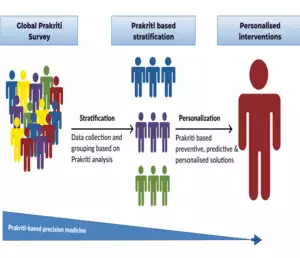 Global Prakriti
Survey
Prakriti based
stratification
Personalised
interventions
Stratification
Data collection and
grouping based on
Prakriti analysis
Personalization
Prakriti based
preventive, predictive &
personalised solutions
Prakriti-based precision medicine